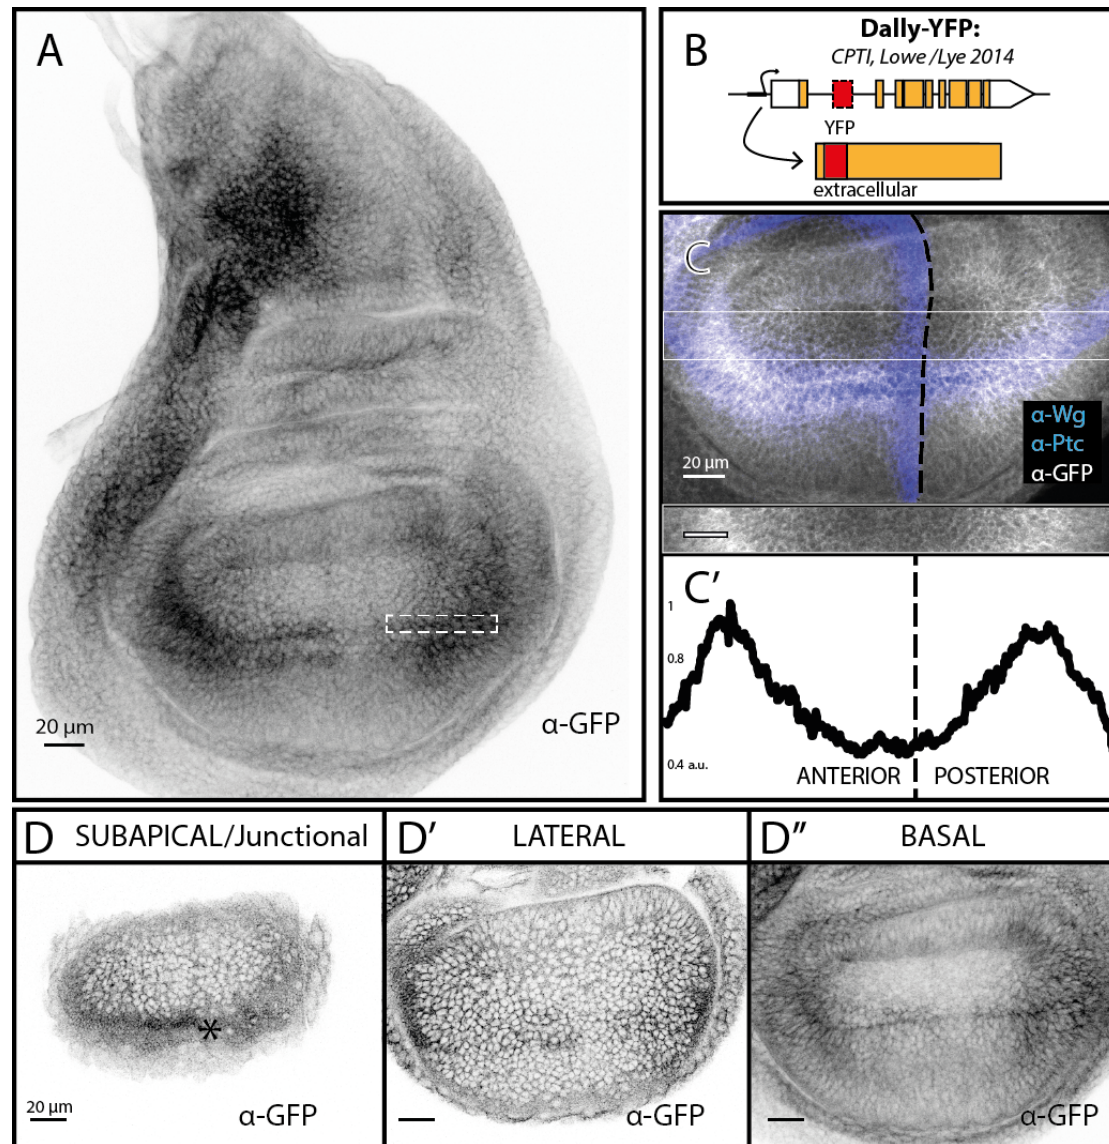 A
20 µm
α-GFP
B
Dally-YFP:
CPTI, Lowe /Lye 2014
YFP
extracellular
C
α-Wg
α-Ptc
α-GFP
20 µm
C'
1
0.8
0.4 a.u.
ANTERIOR
POSTERIOR
D
SUBAPICAL/Junctional
*
20 µm
α-GFP
D'
LATERAL
α-GFP
D"
BASAL
α-GFP